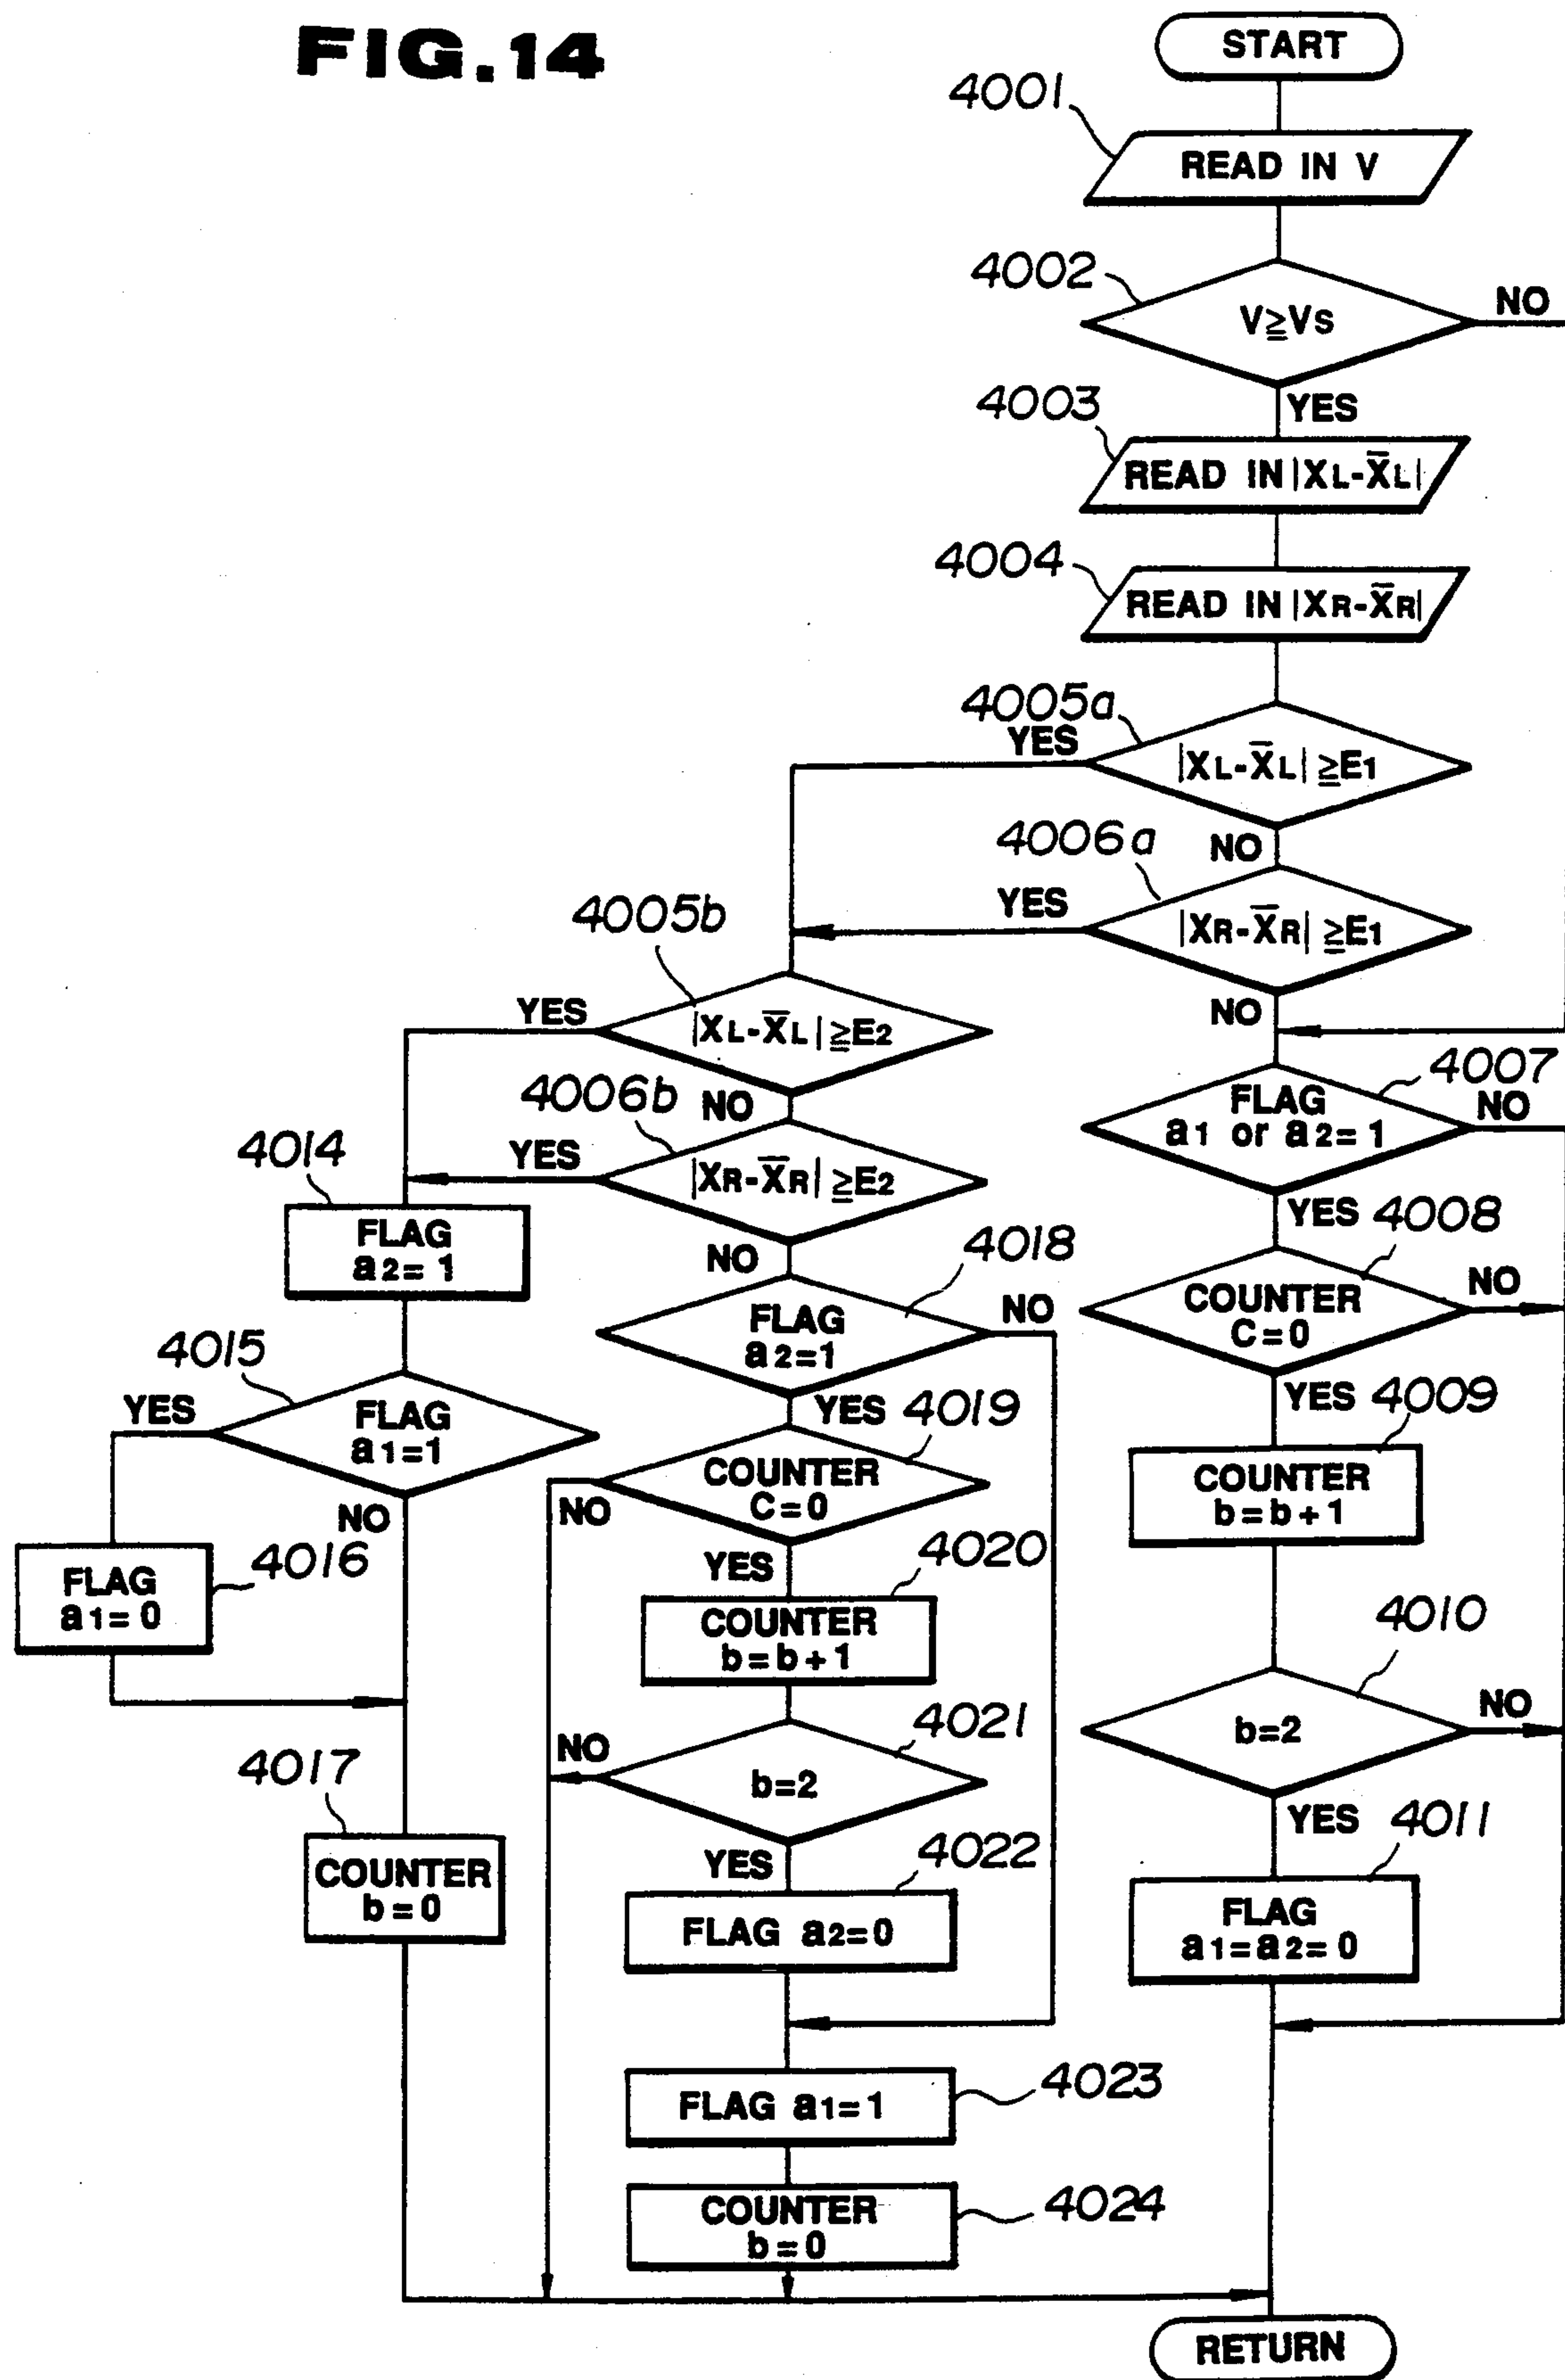 FIG.14
START
4001
READ IN V
4002
V≧VS
NO
YES
4003
READ IN |XL-X̄L|
4004
READ IN |XR-X̄R|
4005a
YES
|XL-X̄L| ≧E1
NO
4006a
YES
|XR-X̄R| ≧E1
NO
4005b
YES
|XL-X̄L| ≧E2
NO
4006b
YES
|XR-X̄R| ≧E2
NO
4007
FLAG
a1 or a2=1
NO
YES
4008
COUNTER
C=0
NO
YES
4009
COUNTER
b=b+1
4010
b=2
NO
YES
4011
FLAG
a1=a2=0
4014
FLAG
a2=1
4015
YES
FLAG
a1=1
NO
4016
FLAG
a1=0
4017
COUNTER
b=0
4018
FLAG
a2=1
NO
YES
4019
COUNTER
C=0
NO
YES
4020
COUNTER
b=b+1
4021
NO
b=2
YES
4022
FLAG a2=0
4023
FLAG a1=1
4024
COUNTER
b=0
RETURN